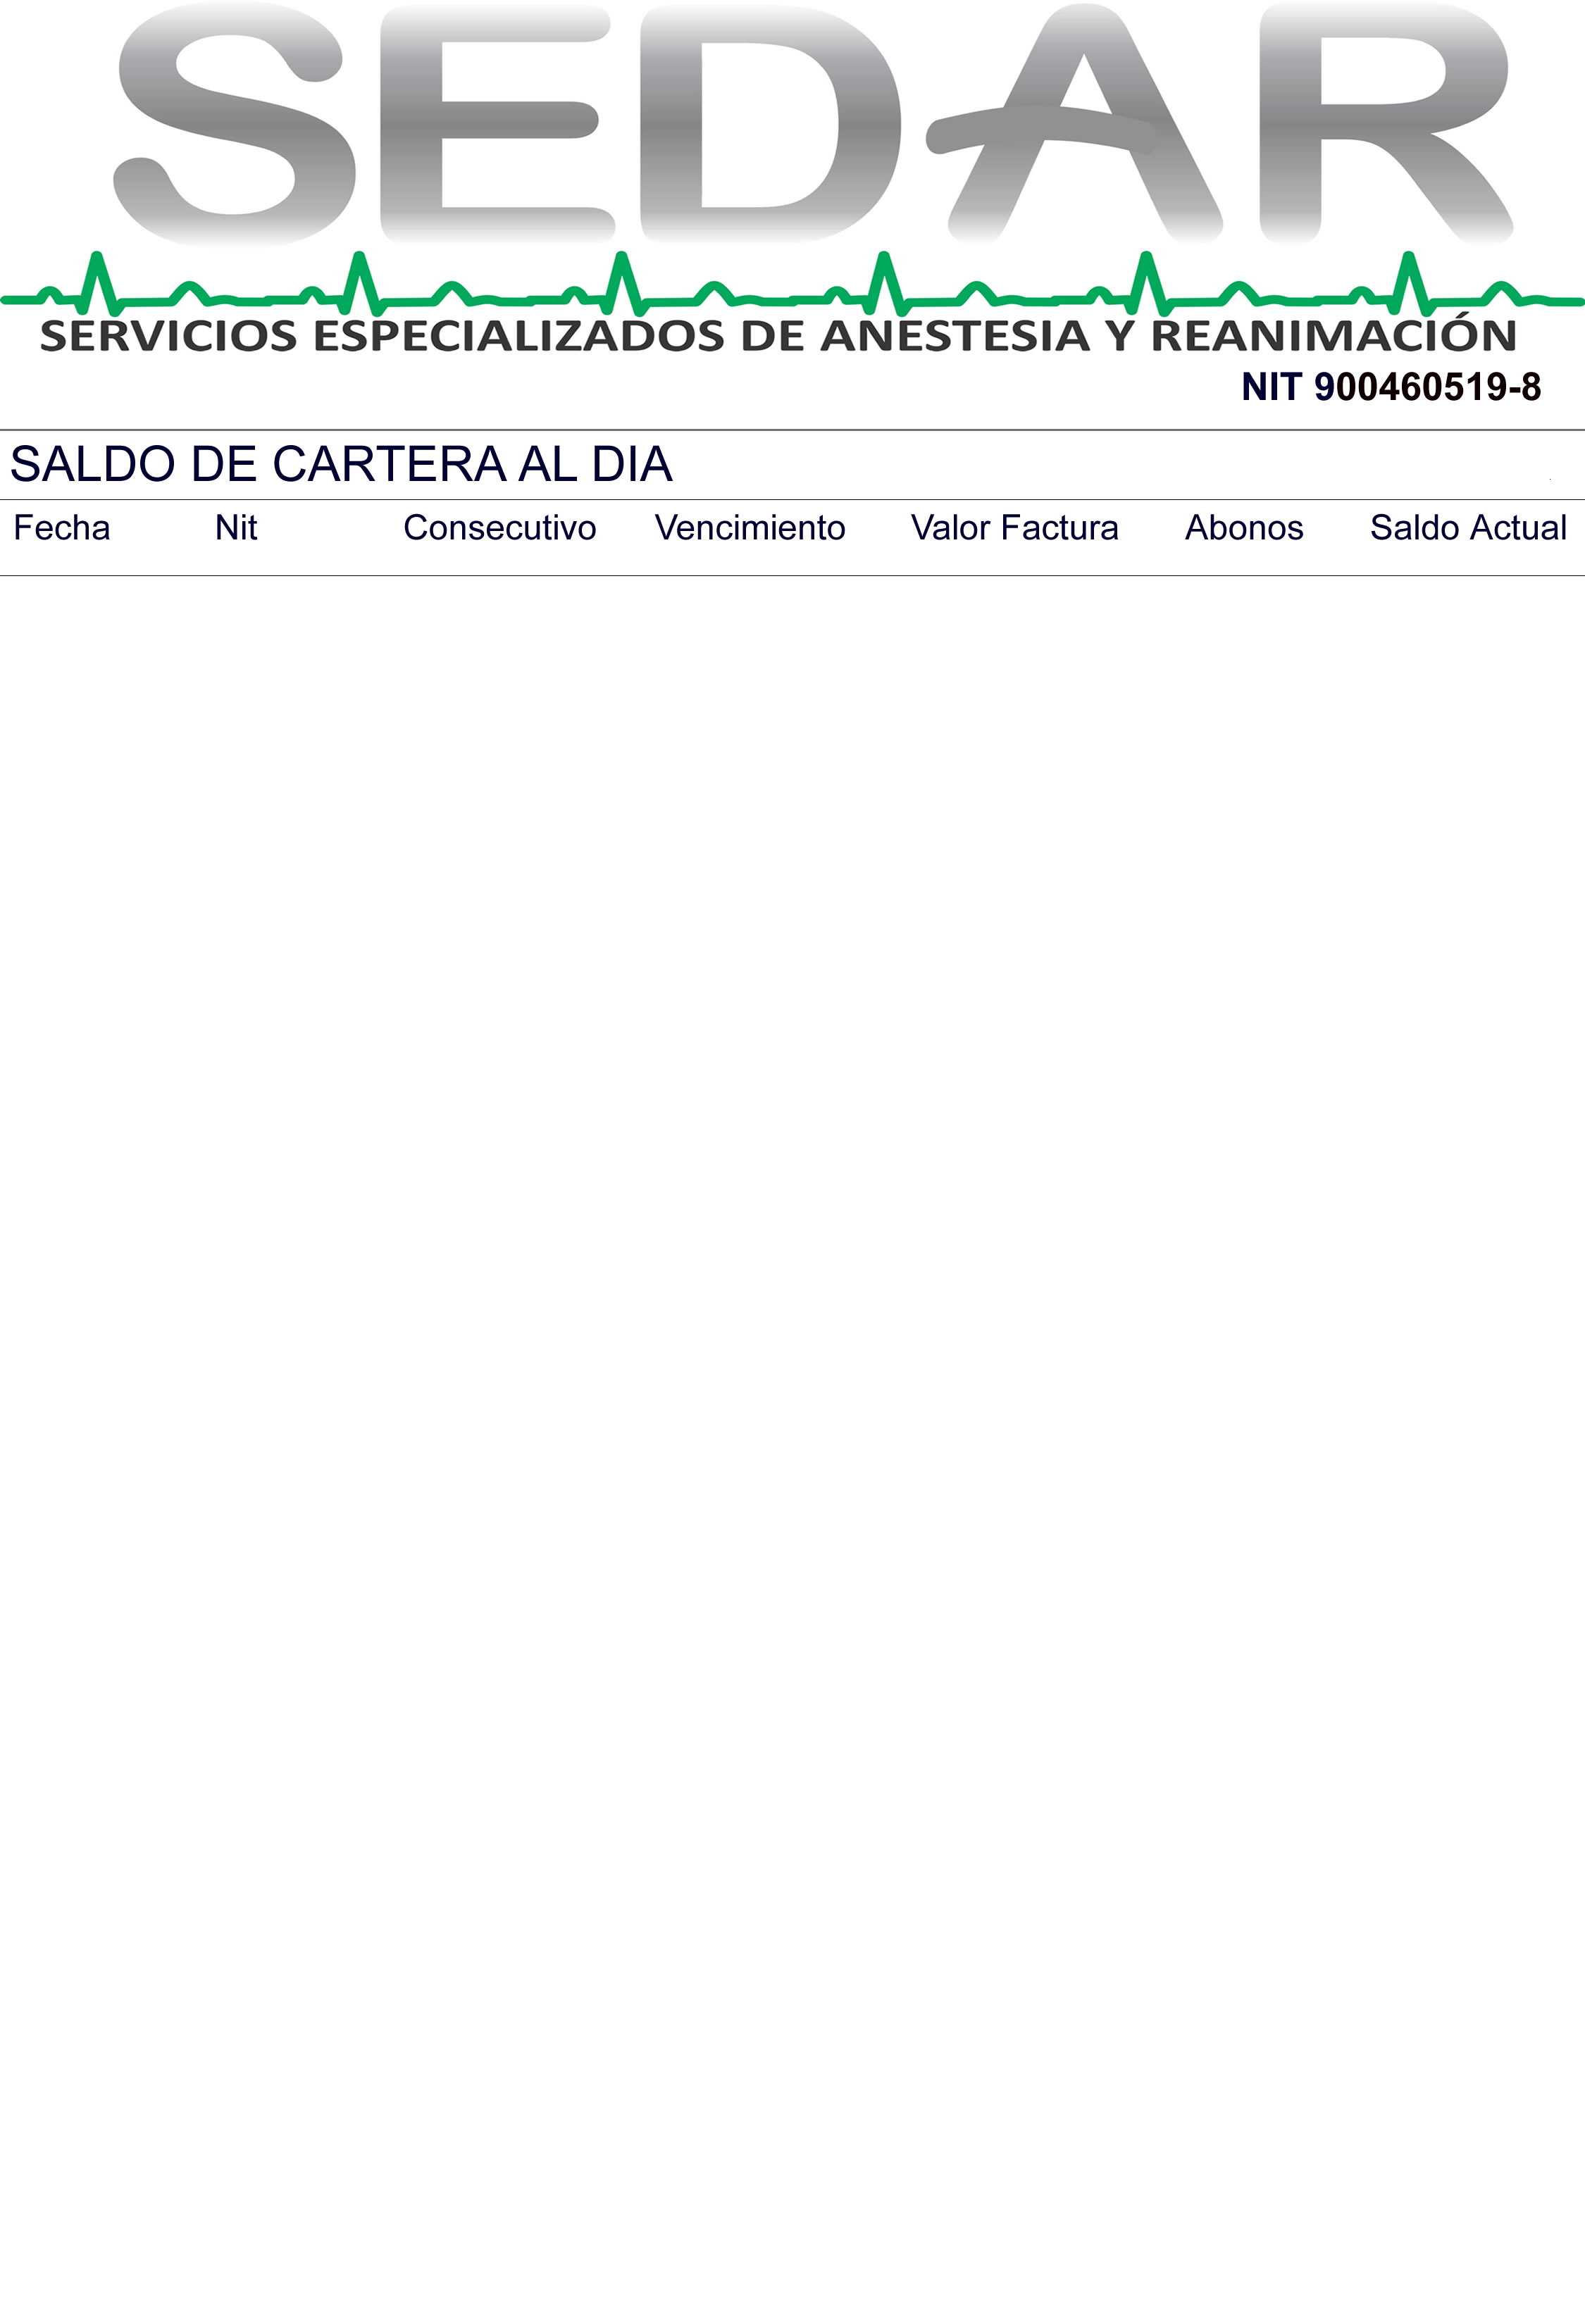 SEDAR
SERVICIOS ESPECIALIZADOS DE ANESTESIA Y REANIMACIÓN
NIT 900460519-8
SALDO DE CARTERA AL DIA
Fecha Nit Consecutivo Vencimiento Valor Factura Abonos Saldo Actual